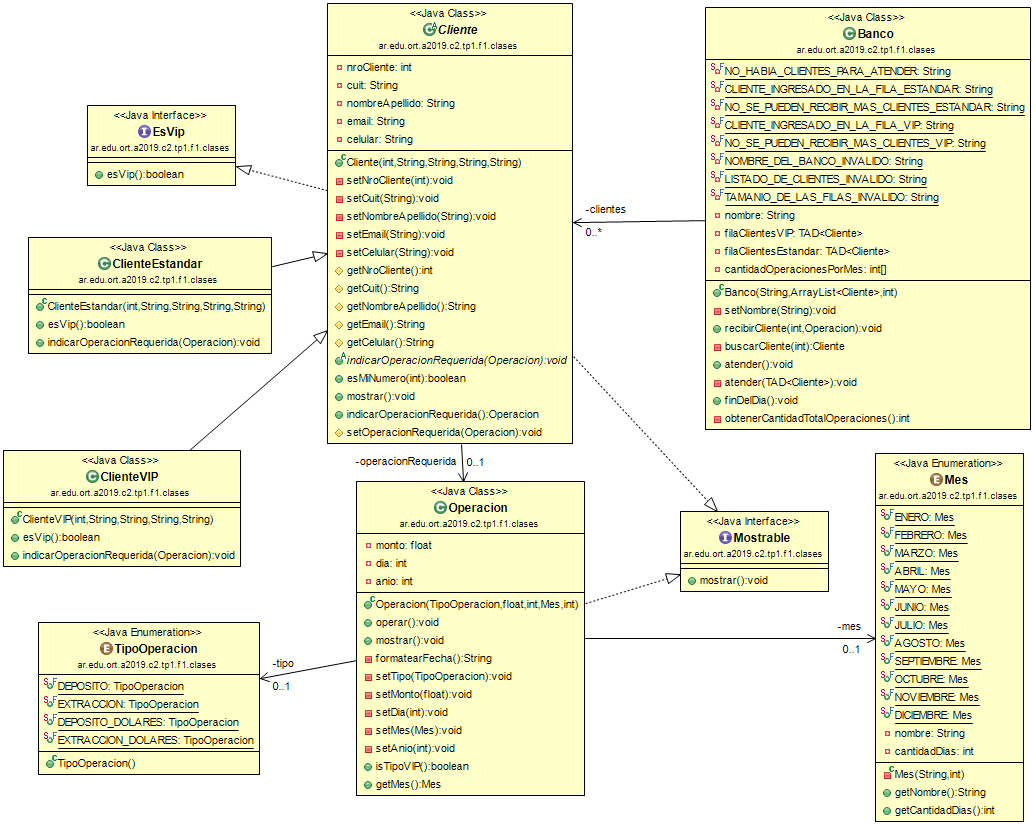 <<Java Class>>
Cliente
ar.edu.ort.a2019.c2.tp1.f1.clases
nroCliente: int
cuit: String
nombreApellido: String
email: String
celular: String
Cliente(int,String,String,String,String)
setNroCliente(int):void
setCuit(String):void
setNombreApellido(String):void
setEmail(String):void
setCelular(String):void
getNroCliente():int
getCuit():String
getNombreApellido():String
getEmail():String
getCelular():String
indicarOperacionRequerida(Operacion):void
esMiNumero(int):boolean
mostrar():void
indicarOperacionRequerida():Operacion
setOperacionRequerida(Operacion):void
<<Java Class>>
Banco
ar.edu.ort.a2019.c2.tp1.f1.clases
NO_HABIA_CLIENTES_PARA_ATENDER: String
CLIENTE_INGRESADO_EN_LA_FILA_ESTANDAR: String
NO_SE_PUEDEN_RECIBIR_MAS_CLIENTES_ESTANDAR: String
CLIENTE_INGRESADO_EN_LA_FILA_VIP: String
NO_SE_PUEDEN_RECIBIR_MAS_CLIENTES_VIP: String
NOMBRE_DEL_BANCO_INVALIDO: String
LISTADO_DE_CLIENTES_INVALIDO: String
TAMANIO_DE_LAS_FILAS_INVALIDO: String
nombre: String
filaClientesVIP: TAD<Cliente>
filaClientesEstandar: TAD<Cliente>
cantidadOperacionesPorMes: int[]
Banco(String,ArrayList<Cliente>,int)
setNombre(String):void
recibirCliente(int,Operacion):void
buscarCliente(int):Cliente
atender():void
atender(TAD<Cliente>):void
finDelDia():void
obtenerCantidadTotalOperaciones():int
<<Java Interface>>
EsVip
ar.edu.ort.a2019.c2.tp1.f1.clases
esVip():boolean
-clientes
0..*
<<Java Class>>
ClienteEstandar
ar.edu.ort.a2019.c2.tp1.f1.clases
ClienteEstandar(int,String,String,String,String)
esVip():boolean
indicarOperacionRequerida(Operacion):void
<<Java Class>>
ClienteVIP
ar.edu.ort.a2019.c2.tp1.f1.clases
ClienteVIP(int,String,String,String,String)
esVip():boolean
indicarOperacionRequerida(Operacion):void
-operacionRequerida
0..1
<<Java Class>>
Operacion
ar.edu.ort.a2019.c2.tp1.f1.clases
monto: float
dia: int
anio: int
Operacion(TipoOperacion,float,int,Mes,int)
operar():void
mostrar():void
formatearFecha():String
setTipo(TipoOperacion):void
setMonto(float):void
setDia(int):void
setMes(Mes):void
setAnio(int):void
isTipoVIP():boolean
getMes():Mes
<<Java Interface>>
Mostrable
ar.edu.ort.a2019.c2.tp1.f1.clases
mostrar():void
<<Java Enumeration>>
Mes
ar.edu.ort.a2019.c2.tp1.f1.clases
ENERO: Mes
FEBRERO: Mes
MARZO: Mes
ABRIL: Mes
MAYO: Mes
JUNIO: Mes
JULIO: Mes
AGOSTO: Mes
SEPTIEMBRE: Mes
OCTUBRE: Mes
NOVIEMBRE: Mes
DICIEMBRE: Mes
nombre: String
cantidadDias: int
Mes(String,int)
getNombre():String
getCantidadDias():int
-mes
0..1
-tipo
0..1
<<Java Enumeration>>
TipoOperacion
ar.edu.ort.a2019.c2.tp1.f1.clases
DEPOSITO: TipoOperacion
EXTRACCION: TipoOperacion
DEPOSITO_DOLARES: TipoOperacion
EXTRACCION_DOLARES: TipoOperacion
TipoOperacion()